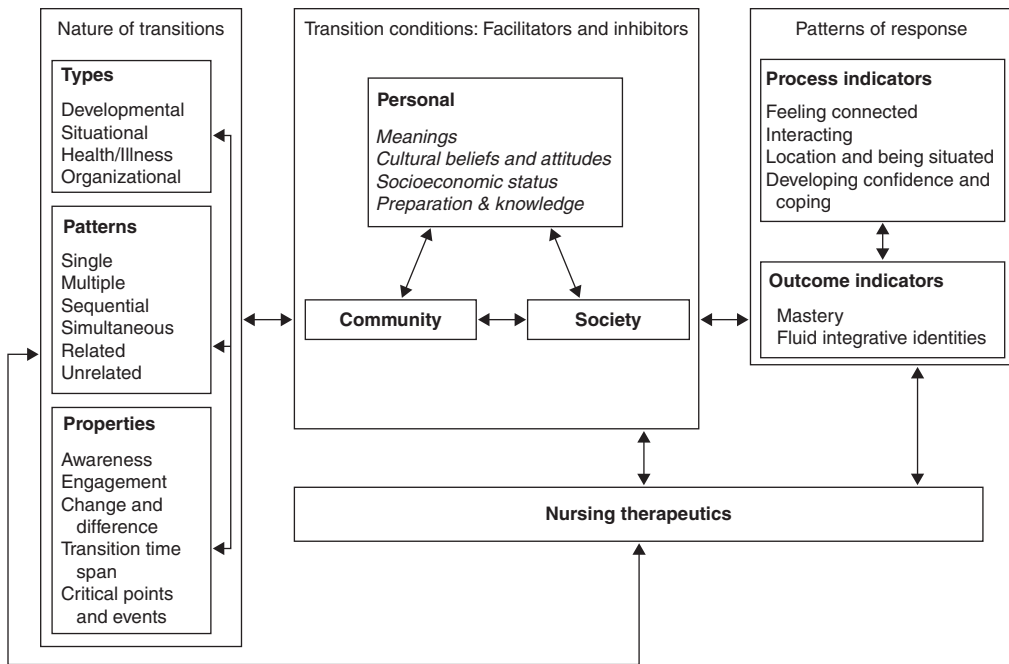 Nature of transitions
Types
Developmental
Situational
Health/Illness
Organizational
Patterns
Single
Multiple
Sequential
Simultaneous
Related
Unrelated
Properties
Awareness
Engagement
Change and
difference
Transition time
span
Critical points
and events
Transition conditions: Facilitators and inhibitors
Personal
Meanings
Cultural beliefs and attitudes
Socioeconomic status
Preparation & knowledge
Community
Society
Patterns of response
Process indicators
Feeling connected
Interacting
Location and being situated
Developing confidence and
coping
Outcome indicators
Mastery
Fluid integrative identities
Nursing therapeutics